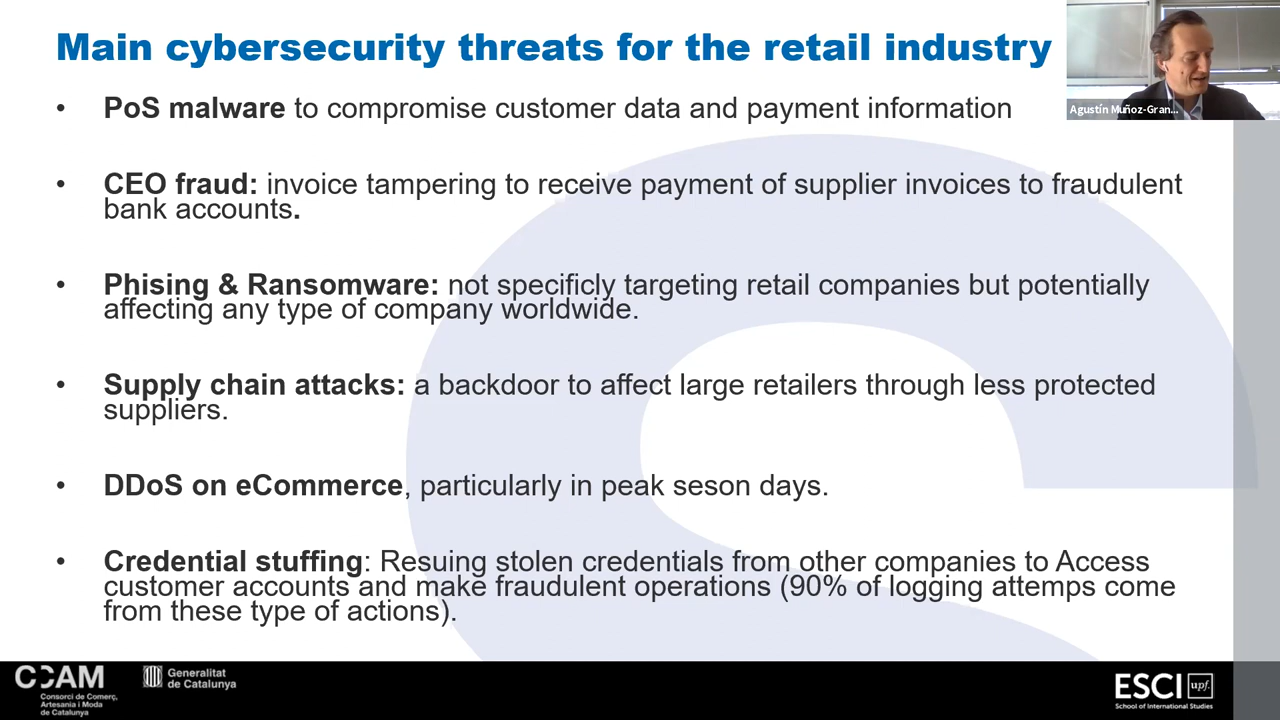 Main cybersecurity threats for the retail industry
Agustín Muñoz-Gran...
• PoS malware to compromise customer data and payment information
• CEO fraud: invoice tampering to receive payment of supplier invoices to fraudulent
bank accounts.
• Phising & Ransomware: not specificly targeting retail companies but potentially
affecting any type of company worldwide.
• Supply chain attacks: a backdoor to affect large retailers through less protected
suppliers.
• DDoS on eCommerce, particularly in peak seson days.
• Credential stuffing: Resuing stolen credentials from other companies to Access
customer accounts and make fraudulent operations (90% of logging attemps come
from these type of actions).
CCAM
Consorci de Comerç,
Artesania i Moda
de Catalunya
Generalitat
de Catalunya
ESCI upf.
School of International Studies